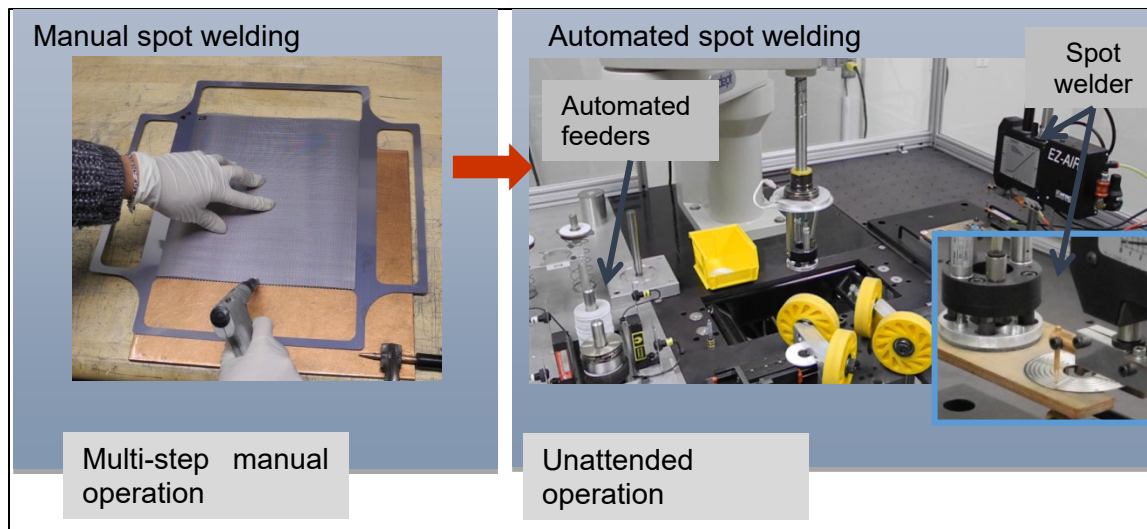 Manual spot welding
Automated spot welding
Spot
welder
Automated
feeders
EZ-AIR
Multi-step manual
operation
Unattended
operation